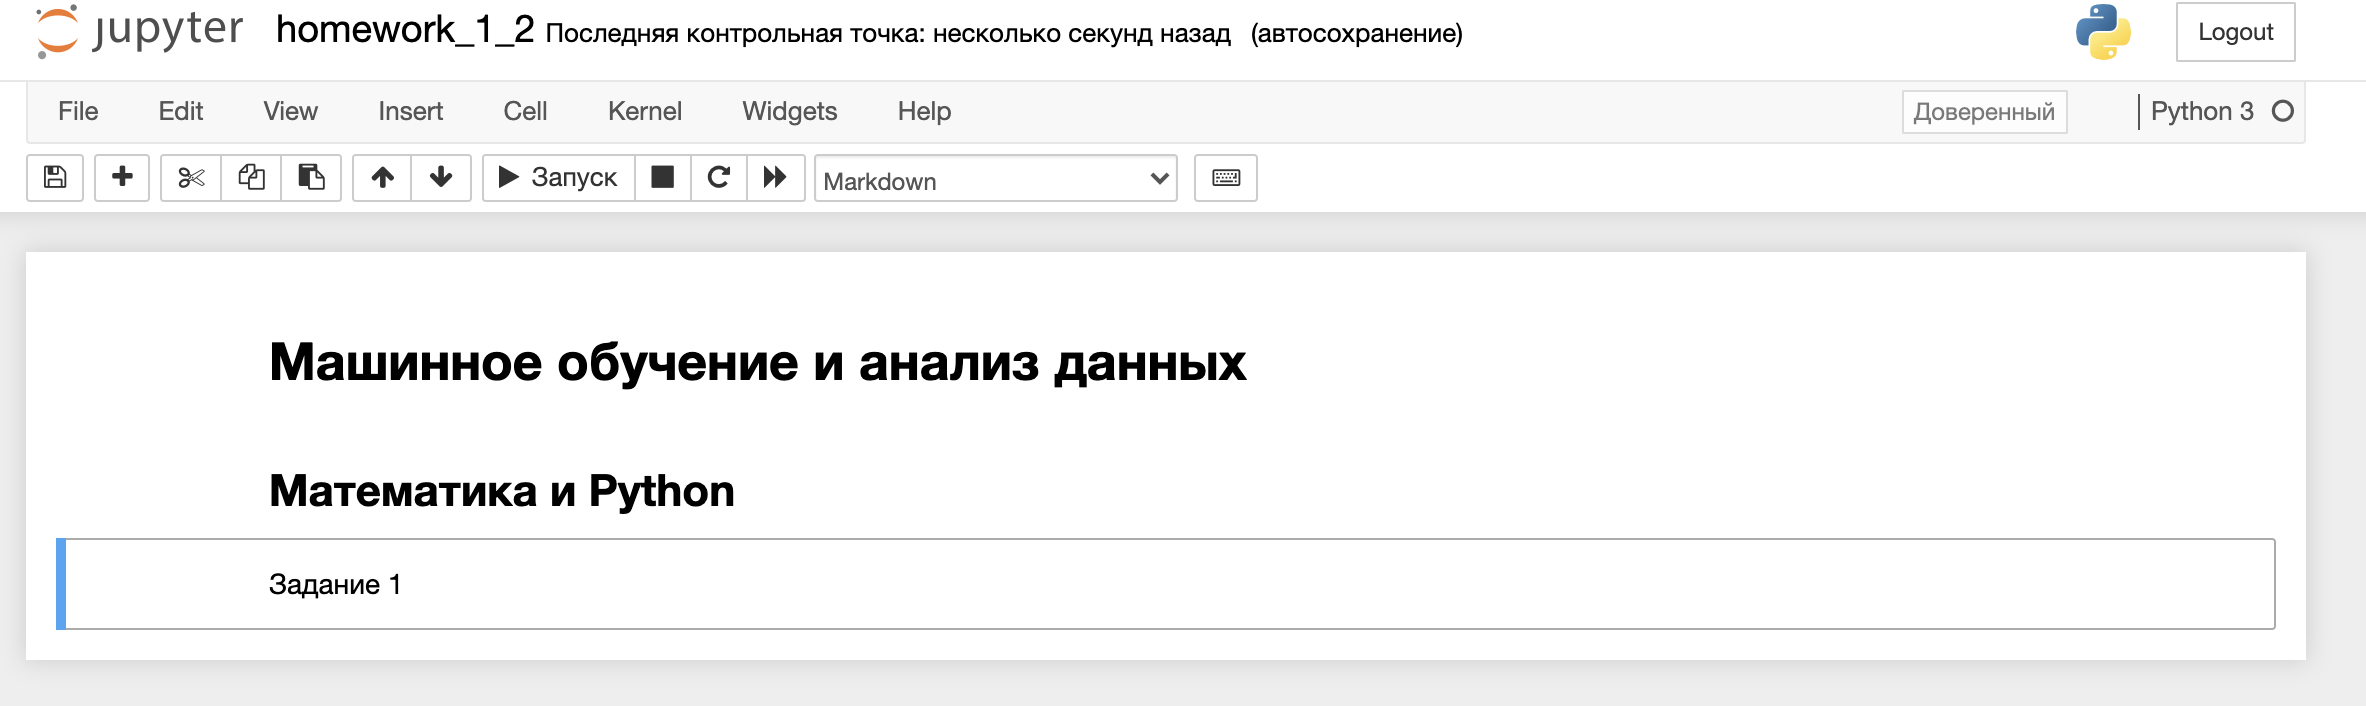 jupyter homework_1_2 Последняя контрольная точка: несколько секунд назад (автосохранение) Logout
File Edit View Insert Cell Kernel Widgets Help Доверенный Python 3
Запуск Markdown
Машинное обучение и анализ данных
Математика и Python
Задание 1